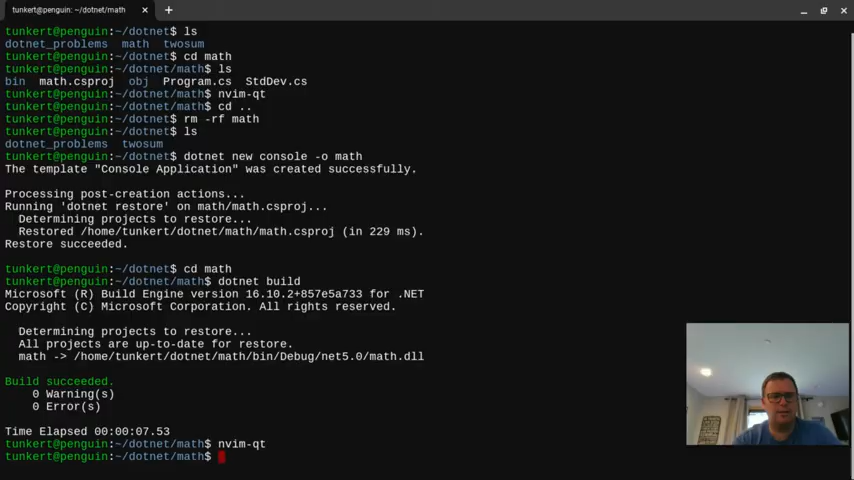 tunkert@penguin: ~/dotnet/math
tunkert@penguin:~/dotnet$ ls
dotnet_problems  math  twosum
tunkert@penguin:~/dotnet$ cd math
tunkert@penguin:~/dotnet/math$ ls
bin  math.csproj  obj  Program.cs  StdDev.cs
tunkert@penguin:~/dotnet/math$ nvim-qt
tunkert@penguin:~/dotnet/math$ cd ..
tunkert@penguin:~/dotnet$ rm -rf math
tunkert@penguin:~/dotnet$ ls
dotnet_problems  twosum
tunkert@penguin:~/dotnet$ dotnet new console -o math
The template "Console Application" was created successfully.
Processing post-creation actions...
Running 'dotnet restore' on math/math.csproj...
  Determining projects to restore...
  Restored /home/tunkert/dotnet/math/math.csproj (in 229 ms).
Restore succeeded.
tunkert@penguin:~/dotnet$ cd math
tunkert@penguin:~/dotnet/math$ dotnet build
Microsoft (R) Build Engine version 16.10.2+857e5a733 for .NET
Copyright (C) Microsoft Corporation. All rights reserved.
  Determining projects to restore...
  All projects are up-to-date for restore.
  math -> /home/tunkert/dotnet/math/bin/Debug/net5.0/math.dll
Build succeeded.
    0 Warning(s)
    0 Error(s)
Time Elapsed 00:00:07.53
tunkert@penguin:~/dotnet/math$ nvim-qt
tunkert@penguin:~/dotnet/math$